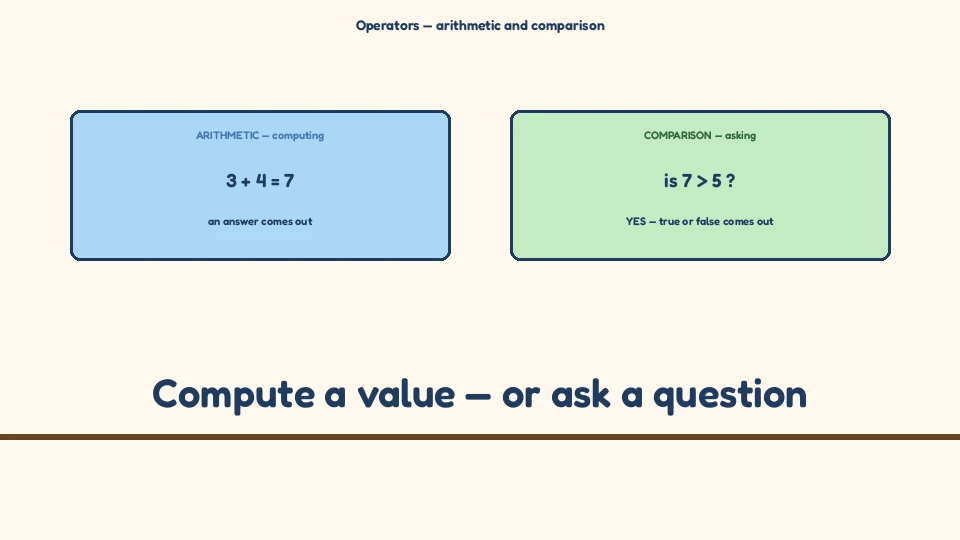 Operators — arithmetic and comparison
ARITHMETIC — computing
3 + 4 = 7
an answer comes out
COMPARISON — asking
is 7 > 5 ?
YES — true or false comes out
Compute a value — or ask a question